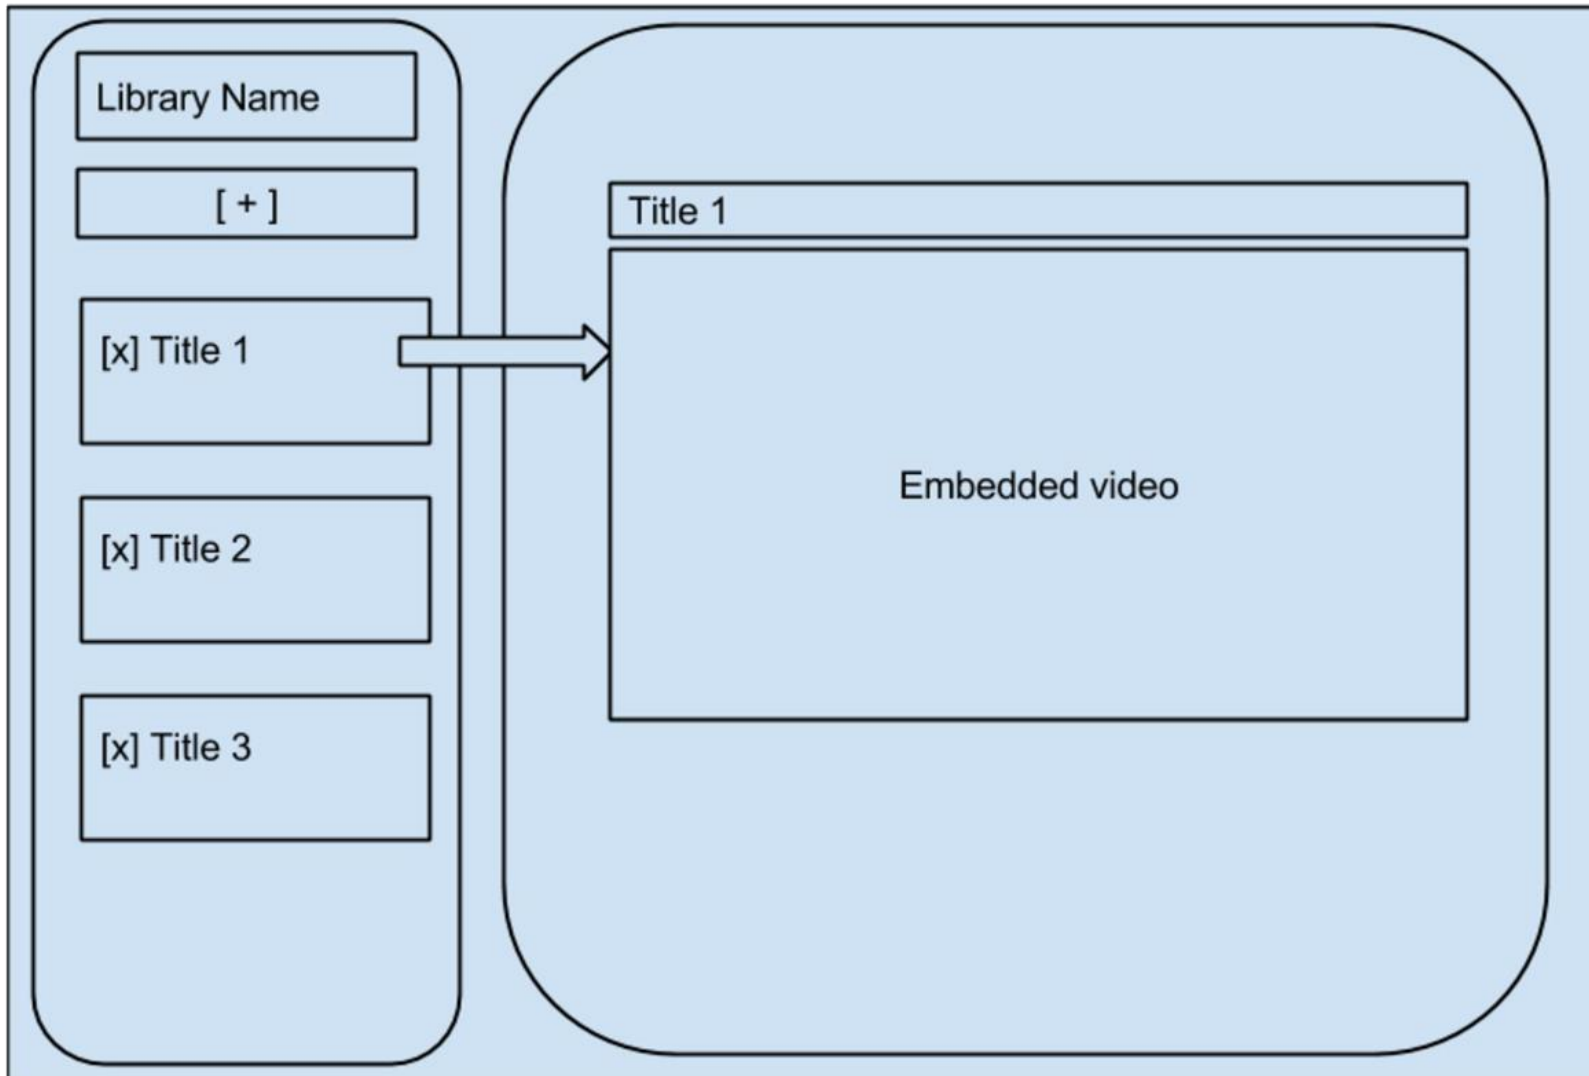 Library Name
[ + ]
[x] Title 1
[x] Title 2
[x] Title 3
Title 1
Embedded video